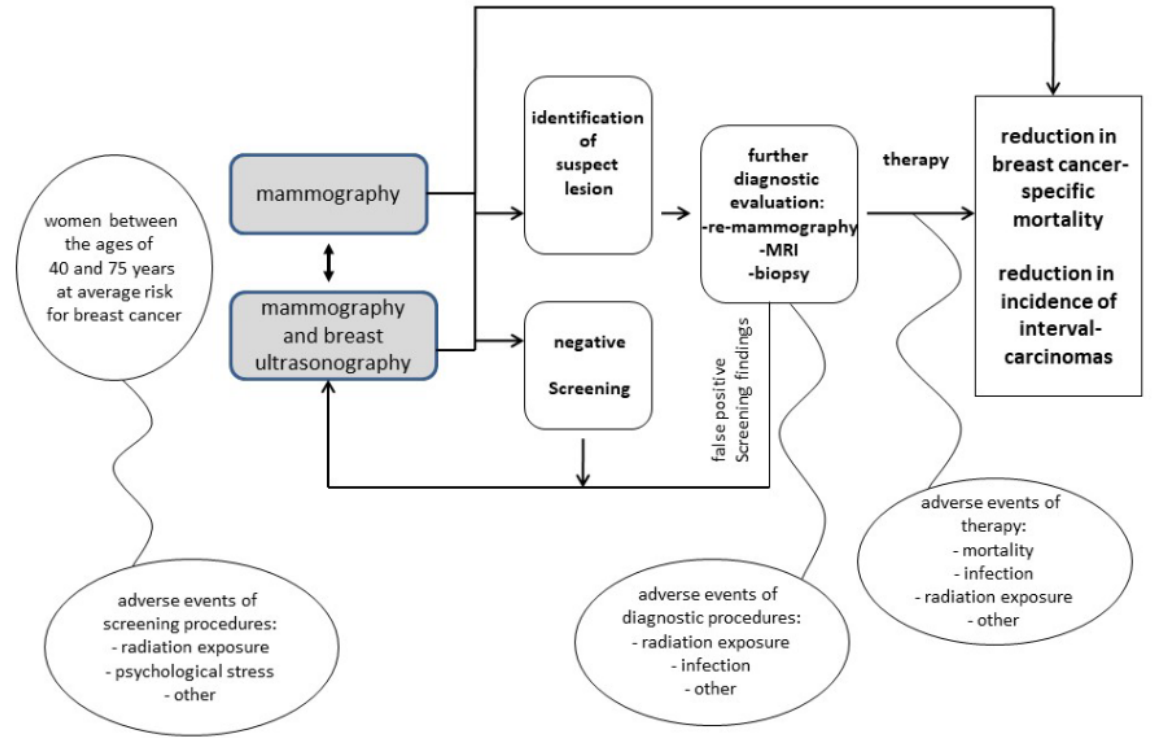 women between
the ages of
40 and 75 years
at average risk
for breast cancer
mammography
mammography
and breast
ultrasonography
identification
of
suspect
lesion
negative
Screening
further
diagnostic
evaluation:
-re-mammography
-MRI
-biopsy
false positive
Screening findings
therapy
reduction in
breast cancer-
specific
mortality
reduction in
incidence of
interval-
carcinomas
adverse events of
screening procedures:
- radiation exposure
- psychological stress
- other
adverse events of
diagnostic procedures:
- radiation exposure
- infection
- other
adverse events of
therapy:
- mortality
- infection
- radiation exposure
- other